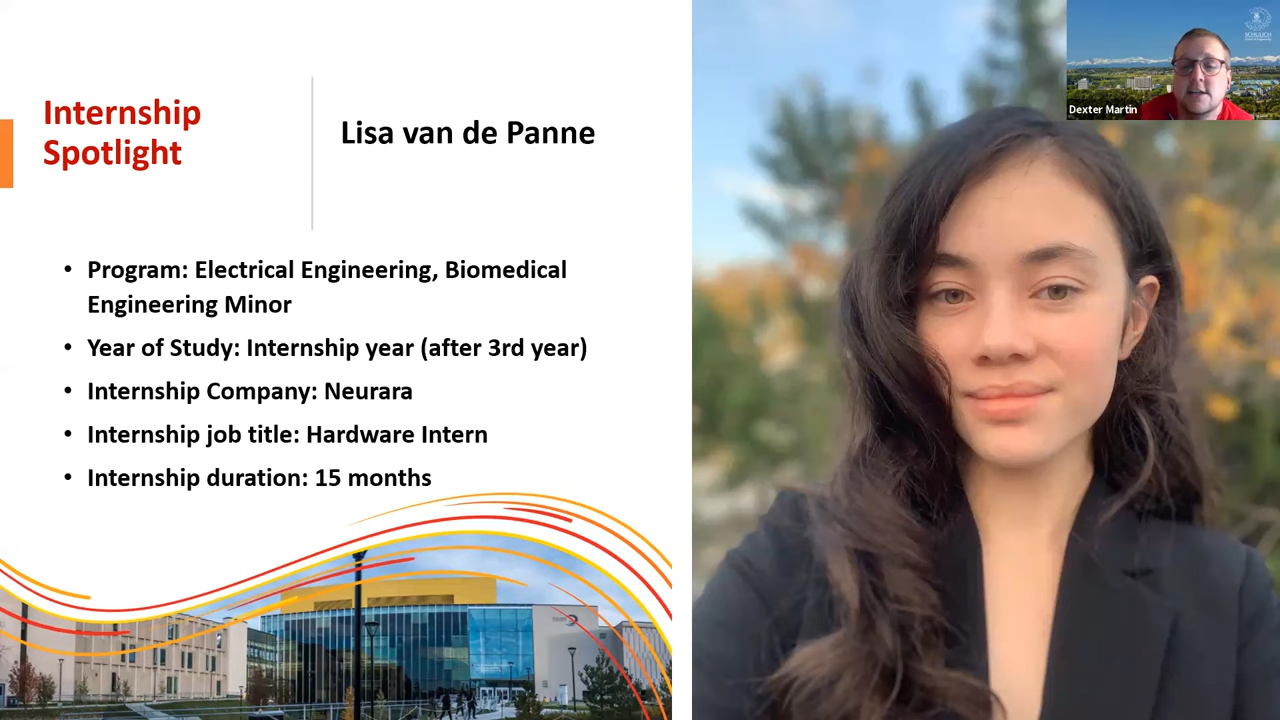 Internship
Spotlight
Lisa van de Panne
• Program: Electrical Engineering, Biomedical
Engineering Minor
• Year of Study: Internship year (after 3rd year)
• Internship Company: Neurara
• Internship job title: Hardware Intern
• Internship duration: 15 months
SCHULICH
Dexter Martin